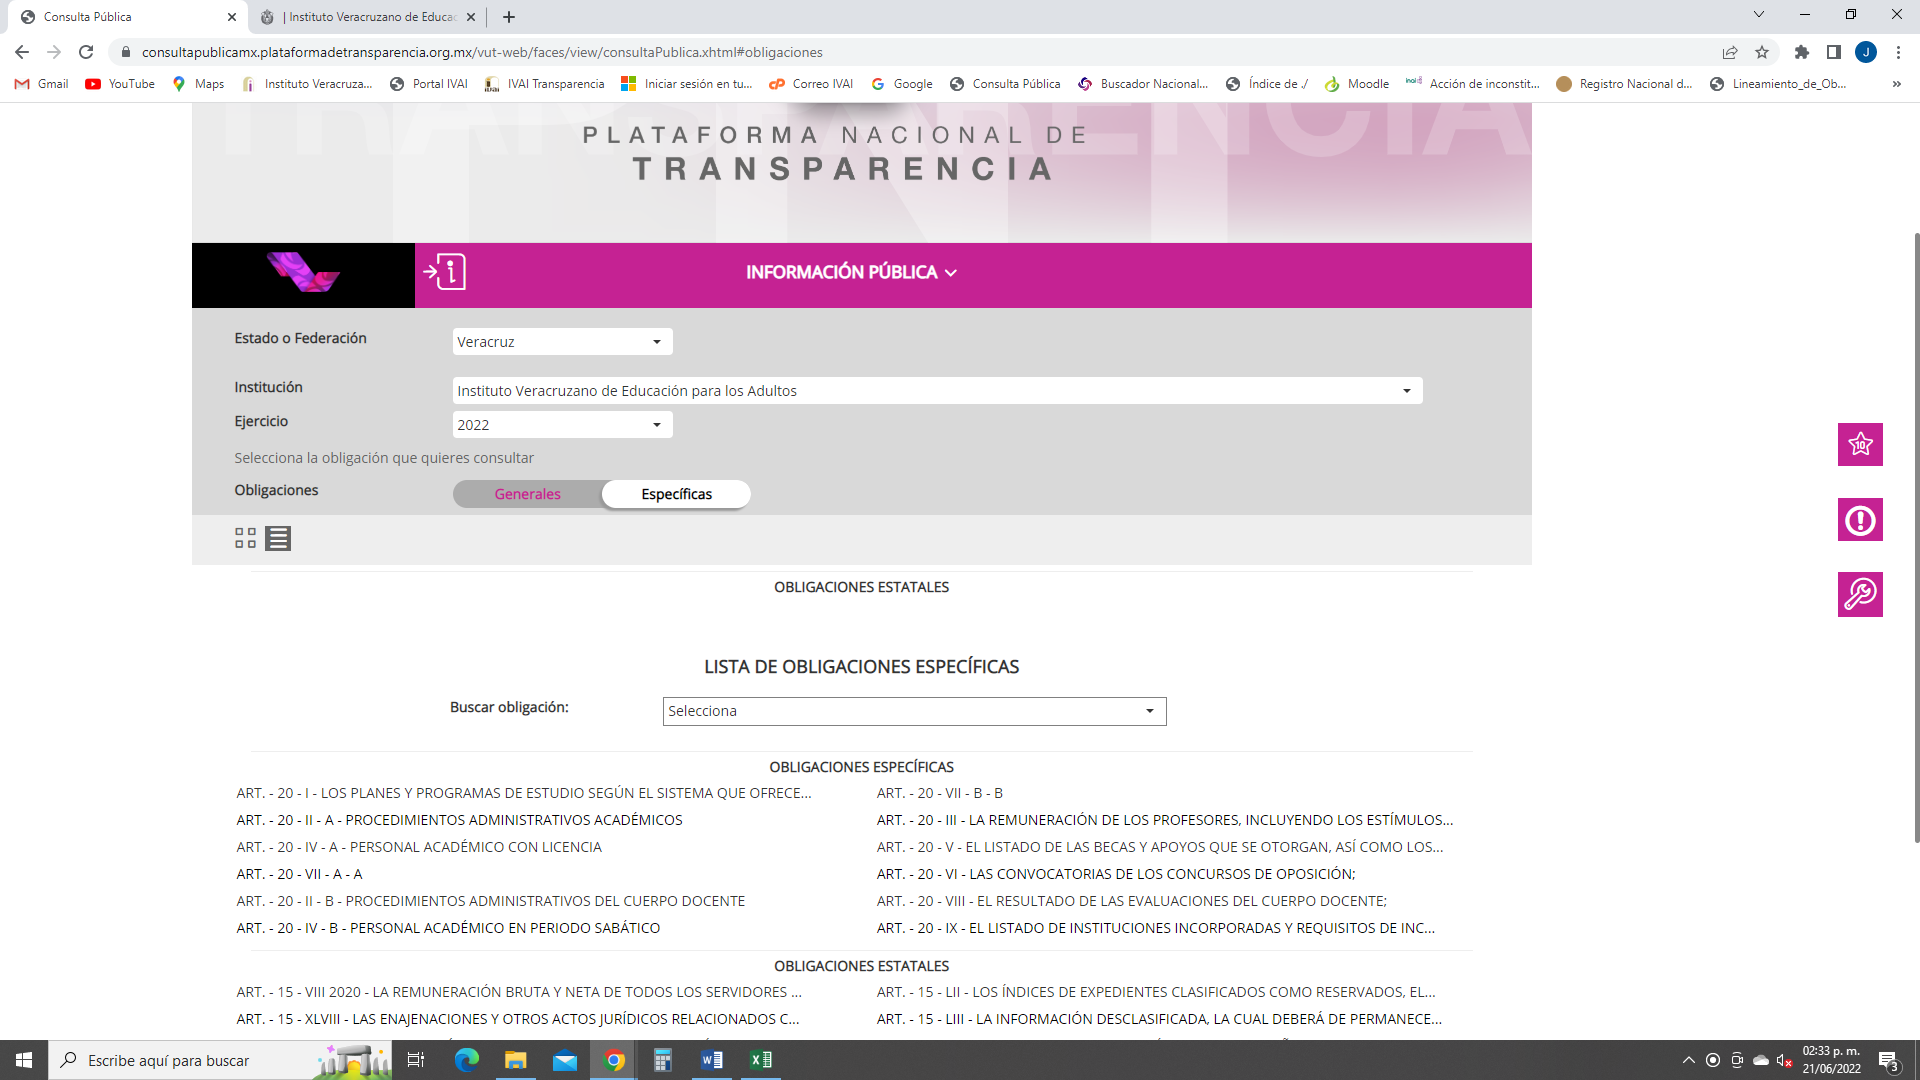 Consulta Pública
| Instituto Veracruzano de Educac
consultapublicamx.plataformadetransparencia.org.mx/vut-web/faces/view/consultaPublica.xhtml#obligaciones
J
Gmail YouTube Maps Instituto Veracruza... Portal IVAI IVAI Transparencia Iniciar sesión en tu... Correo IVAI Google Consulta Pública Buscador Nacional... Índice de ./ Moodle Acción de inconstit... Registro Nacional d... Lineamiento_de_Ob... »
PLATAFORMA NACIONAL DE
TRANSPARENCIA
INFORMACIÓN PÚBLICA
Estado o Federación Veracruz
Institución Instituto Veracruzano de Educación para los Adultos
Ejercicio 2022
Selecciona la obligación que quieres consultar
Obligaciones Generales Específicas
10
OBLIGACIONES ESTATALES
LISTA DE OBLIGACIONES ESPECÍFICAS
Buscar obligación: Selecciona
OBLIGACIONES ESPECÍFICAS
ART. - 20 - I - LOS PLANES Y PROGRAMAS DE ESTUDIO SEGÚN EL SISTEMA QUE OFRECE... ART. - 20 - VII - B - B
ART. - 20 - II - A - PROCEDIMIENTOS ADMINISTRATIVOS ACADÉMICOS ART. - 20 - III - LA REMUNERACIÓN DE LOS PROFESORES, INCLUYENDO LOS ESTÍMULOS...
ART. - 20 - IV - A - PERSONAL ACADÉMICO CON LICENCIA ART. - 20 - V - EL LISTADO DE LAS BECAS Y APOYOS QUE SE OTORGAN, ASÍ COMO LOS...
ART. - 20 - VII - A - A ART. - 20 - VI - LAS CONVOCATORIAS DE LOS CONCURSOS DE OPOSICIÓN;
ART. - 20 - II - B - PROCEDIMIENTOS ADMINISTRATIVOS DEL CUERPO DOCENTE ART. - 20 - VIII - EL RESULTADO DE LAS EVALUACIONES DEL CUERPO DOCENTE;
ART. - 20 - IV - B - PERSONAL ACADÉMICO EN PERIODO SABÁTICO ART. - 20 - IX - EL LISTADO DE INSTITUCIONES INCORPORADAS Y REQUISITOS DE INC...
OBLIGACIONES ESTATALES
ART. - 15 - VIII 2020 - LA REMUNERACIÓN BRUTA Y NETA DE TODOS LOS SERVIDORES ... ART. - 15 - LII - LOS ÍNDICES DE EXPEDIENTES CLASIFICADOS COMO RESERVADOS, EL...
ART. - 15 - XLVIII - LAS ENAJENACIONES Y OTROS ACTOS JURÍDICOS RELACIONADOS C... ART. - 15 - LIII - LA INFORMACIÓN DESCLASIFICADA, LA CUAL DEBERÁ DE PERMANECE...
Escribe aquí para buscar
02:33 p. m.
21/06/2022
3